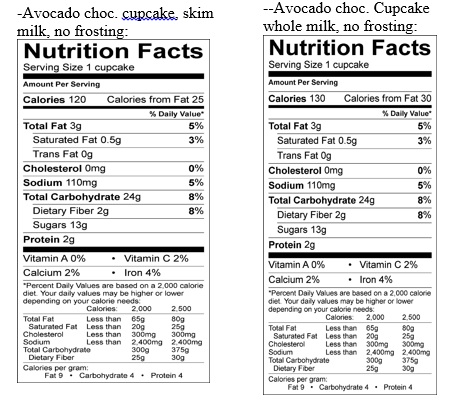 -Avocado choc. cupcake, skim
milk, no frosting:
Nutrition Facts
Serving Size 1 cupcake
Amount Per Serving
Calories 120 Calories from Fat 25
% Daily Value*
Total Fat 3g 5%
Saturated Fat 0.5g 3%
Trans Fat 0g
Cholesterol 0mg 0%
Sodium 110mg 5%
Total Carbohydrate 24g 8%
Dietary Fiber 2g 8%
Sugars 13g
Protein 2g
Vitamin A 0% • Vitamin C 2%
Calcium 2% • Iron 4%
*Percent Daily Values are based on a 2,000 calorie
diet. Your daily values may be higher or lower
depending on your calorie needs:
Calories: 2,000 2,500
Total Fat Less than 65g 80g
Saturated Fat Less than 20g 25g
Cholesterol Less than 300mg 300mg
Sodium Less than 2,400mg 2,400mg
Total Carbohydrate 300g 375g
Dietary Fiber 25g 30g
Calories per gram:
Fat 9 • Carbohydrate 4 • Protein 4
--Avocado choc. Cupcake
whole milk, no frosting:
Nutrition Facts
Serving Size 1 cupcake
Amount Per Serving
Calories 130 Calories from Fat 30
% Daily Value*
Total Fat 3g 5%
Saturated Fat 0.5g 3%
Trans Fat 0g
Cholesterol 0mg 0%
Sodium 110mg 5%
Total Carbohydrate 24g 8%
Dietary Fiber 2g 8%
Sugars 13g
Protein 2g
Vitamin A 0% • Vitamin C 2%
Calcium 2% • Iron 4%
*Percent Daily Values are based on a 2,000 calorie
diet. Your daily values may be higher or lower
depending on your calorie needs:
Calories: 2,000 2,500
Total Fat Less than 65g 80g
Saturated Fat Less than 20g 25g
Cholesterol Less than 300mg 300mg
Sodium Less than 2,400mg 2,400mg
Total Carbohydrate 300g 375g
Dietary Fiber 25g 30g
Calories per gram:
Fat 9 • Carbohydrate 4 • Protein 4